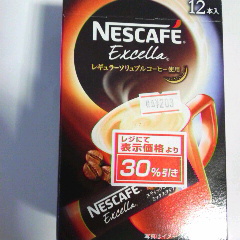 12本入
NESCAFÉ
Excella
レギュラーソリュブルコーヒー使用
レジにて
表示価格より
30%引き
NESCAFÉ
Excella